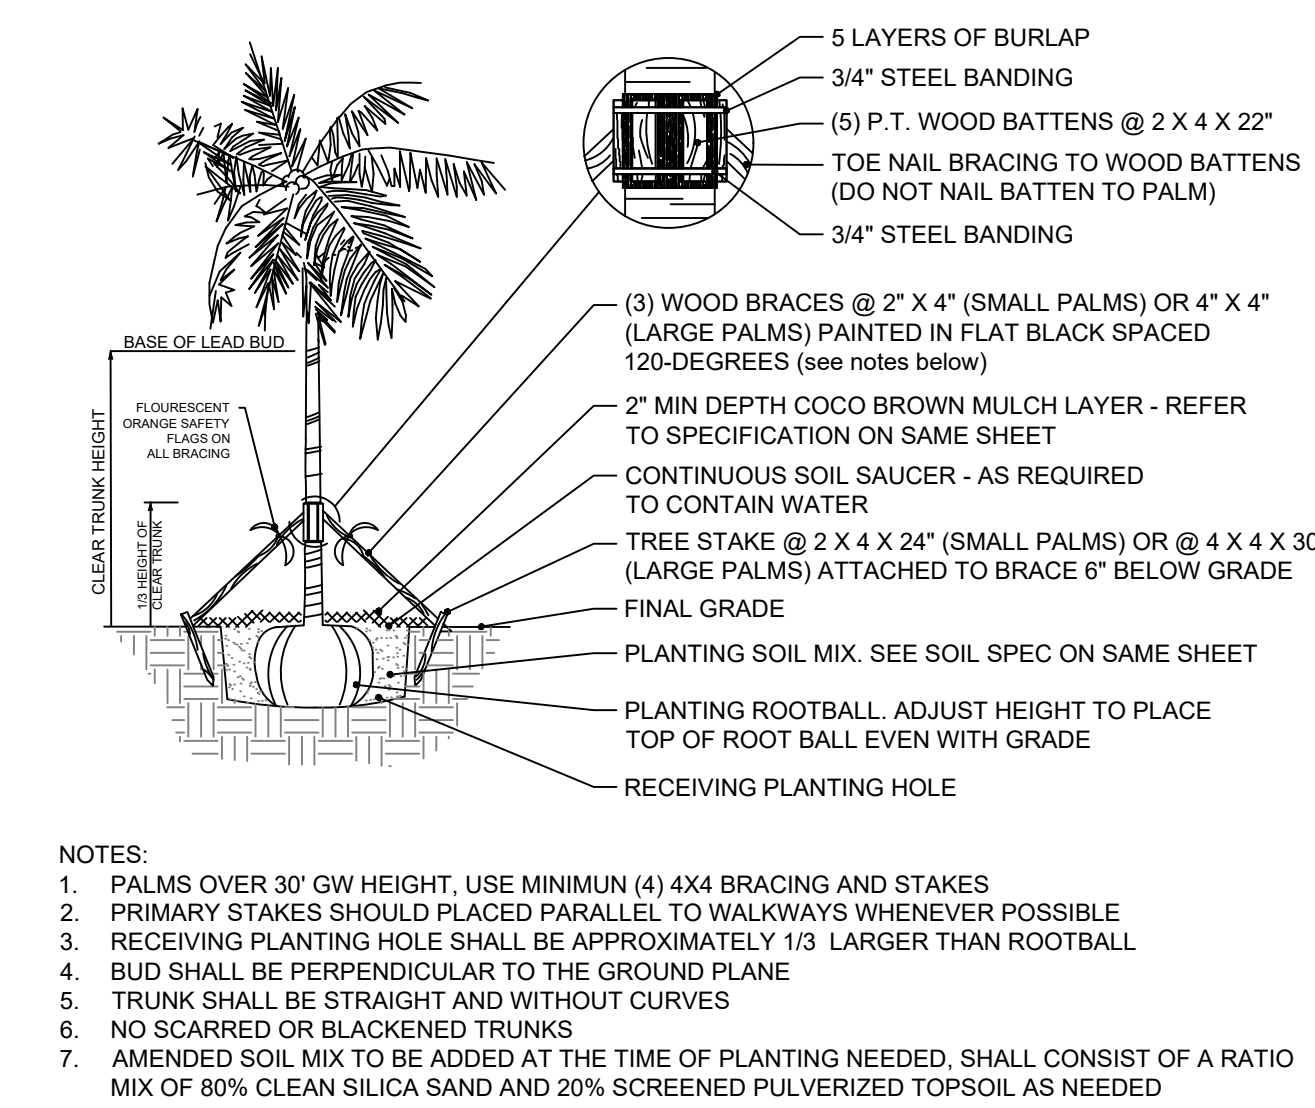 5 LAYERS OF BURLAP
3/4" STEEL BANDING
(5) P.T. WOOD BATTENS @ 2 X 4 X 22"
TOE NAIL BRACING TO WOOD BATTENS
(DO NOT NAIL BATTEN TO PALM)
3/4" STEEL BANDING
(3) WOOD BRACES @ 2" X 4" (SMALL PALMS) OR 4" X 4"
(LARGE PALMS) PAINTED IN FLAT BLACK SPACED
120-DEGREES (see notes below)
BASE OF LEAD BUD
FLOURESCENT
ORANGE SAFETY
FLAGS ON
ALL BRACING
CLEAR TRUNK HEIGHT
1/3 HEIGHT OF
CLEAR TRUNK
2" MIN DEPTH COCO BROWN MULCH LAYER - REFER
TO SPECIFICATION ON SAME SHEET
CONTINUOUS SOIL SAUCER - AS REQUIRED
TO CONTAIN WATER
TREE STAKE @ 2 X 4 X 24" (SMALL PALMS) OR @ 4 X 4 X 30
(LARGE PALMS) ATTACHED TO BRACE 6" BELOW GRADE
FINAL GRADE
PLANTING SOIL MIX. SEE SOIL SPEC ON SAME SHEET
PLANTING ROOTBALL. ADJUST HEIGHT TO PLACE
TOP OF ROOT BALL EVEN WITH GRADE
RECEIVING PLANTING HOLE
NOTES:
1. PALMS OVER 30' GW HEIGHT, USE MINIMUN (4) 4X4 BRACING AND STAKES
2. PRIMARY STAKES SHOULD PLACED PARALLEL TO WALKWAYS WHENEVER POSSIBLE
3. RECEIVING PLANTING HOLE SHALL BE APPROXIMATELY 1/3 LARGER THAN ROOTBALL
4. BUD SHALL BE PERPENDICULAR TO THE GROUND PLANE
5. TRUNK SHALL BE STRAIGHT AND WITHOUT CURVES
6. NO SCARRED OR BLACKENED TRUNKS
7. AMENDED SOIL MIX TO BE ADDED AT THE TIME OF PLANTING NEEDED, SHALL CONSIST OF A RATIO
MIX OF 80% CLEAN SILICA SAND AND 20% SCREENED PULVERIZED TOPSOIL AS NEEDED